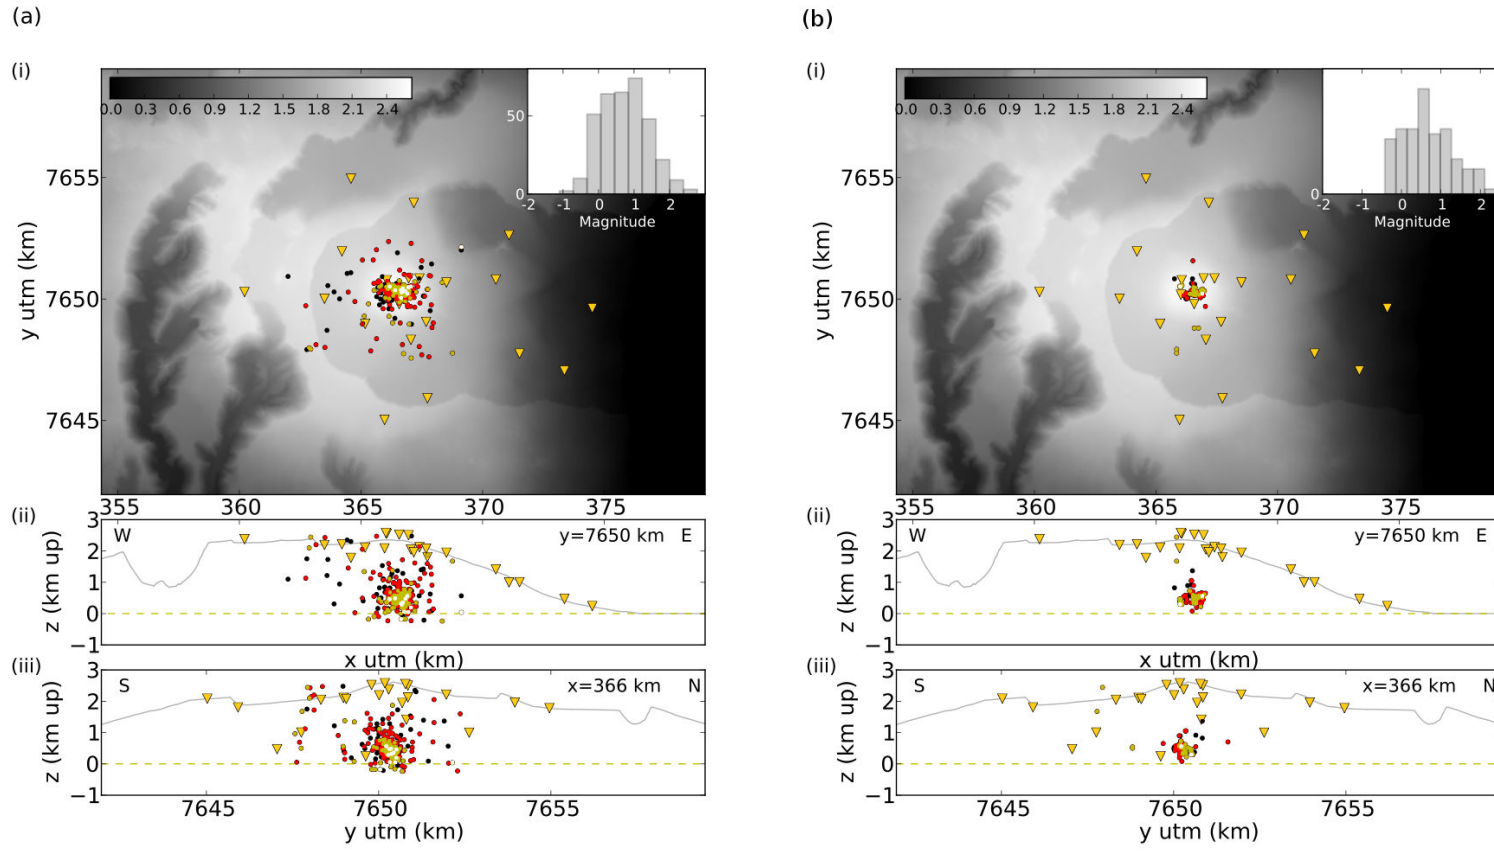 (a)
(b)
(i)
0.0 0.3 0.6 0.9 1.2 1.5 1.8 2.1 2.4
50
0
-2 -1 0 1 2
Magnitude
7655
7650
7645
y utm (km)
355 360 365 370 375
(ii)
3
2
1
0
−1
z (km up)
W
y=7650 km E
x utm (km)
(iii)
3
2
1
0
−1
z (km up)
S
x=366 km N
7645 7650 7655
y utm (km)
(i)
0.0 0.3 0.6 0.9 1.2 1.5 1.8 2.1 2.4
0
-2 -1 0 1 2
Magnitude
7655
7650
7645
y utm (km)
355 360 365 370 375
(ii)
3
2
1
0
−1
z (km up)
W
y=7650 km E
x utm (km)
(iii)
3
2
1
0
−1
z (km up)
S
x=366 km N
7645 7650 7655
y utm (km)